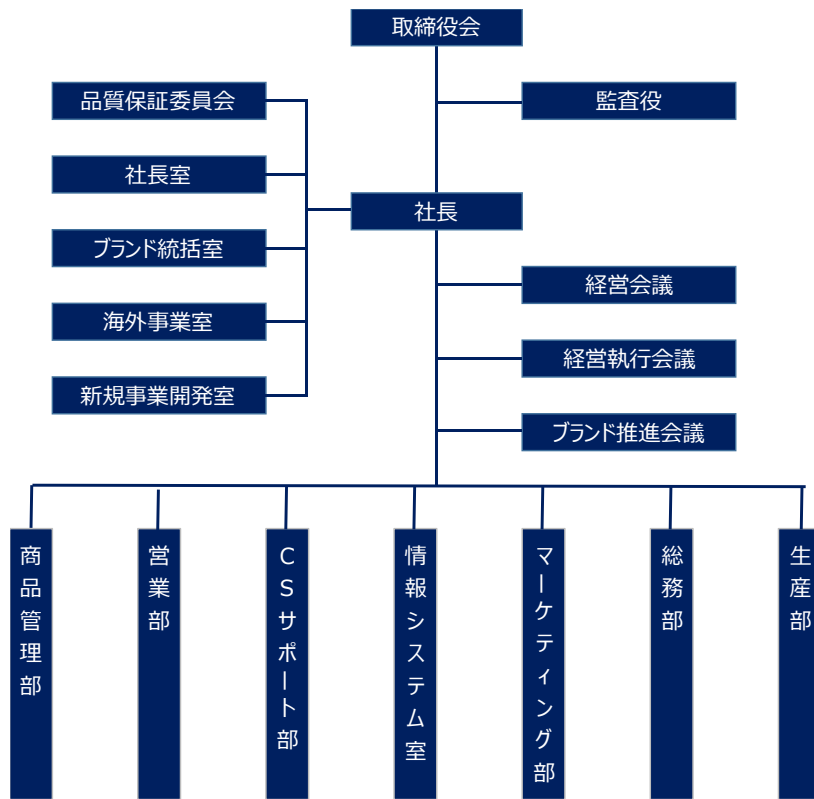 取締役会
品質保証委員会
監査役
社長室
社長
ブランド統括室
経営会議
海外事業室
経営執行会議
新規事業開発室
ブランド推進会議
商品管理部
営業部
CSサポート部
情報システム室
マーケティング部
総務部
生産部